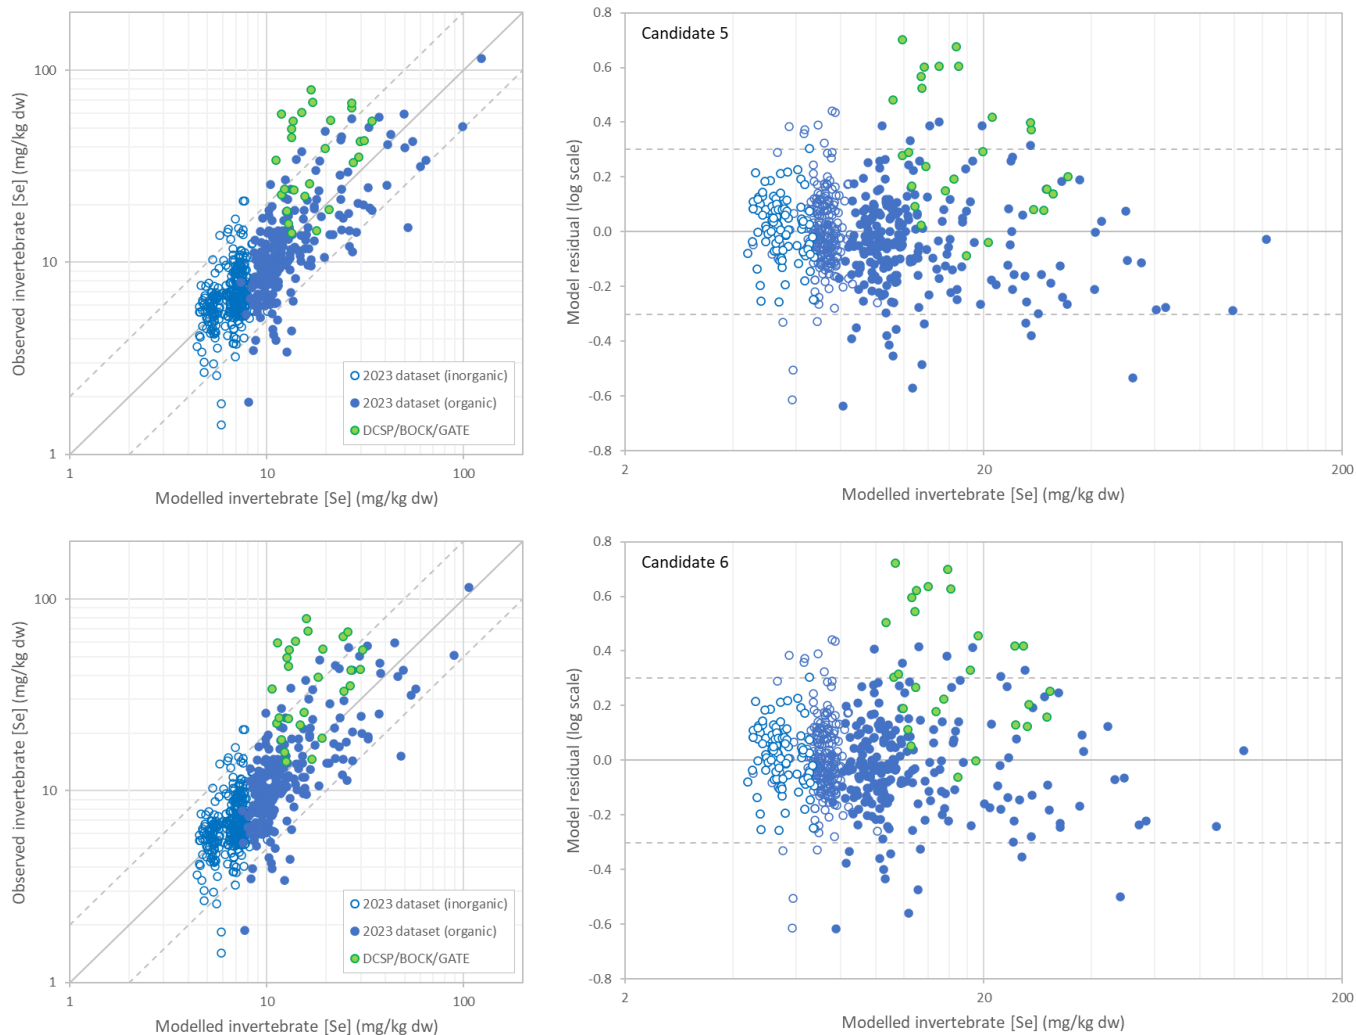 Observed invertebrate [Se] (mg/kg dw)
100
10
1
1
10
100
Modelled invertebrate [Se] (mg/kg dw)
2023 dataset (inorganic)
2023 dataset (organic)
DCSP/BOCK/GATE
Candidate 5
Model residual (log scale)
0.8
0.6
0.4
0.2
0.0
-0.2
-0.4
-0.6
-0.8
2
20
200
Modelled invertebrate [Se] (mg/kg dw)
Observed invertebrate [Se] (mg/kg dw)
100
10
1
1
10
100
Modelled invertebrate [Se] (mg/kg dw)
2023 dataset (inorganic)
2023 dataset (organic)
DCSP/BOCK/GATE
Candidate 6
Model residual (log scale)
0.8
0.6
0.4
0.2
0.0
-0.2
-0.4
-0.6
-0.8
2
20
200
Modelled invertebrate [Se] (mg/kg dw)